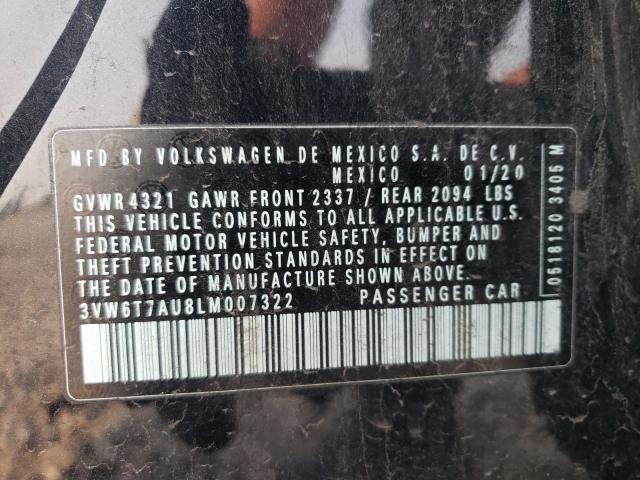 MFD BY VOLKSWAGEN DE MEXICO S.A. DE C.V.
MEXICO 01/20
GVWR 4321 GAWR FRONT 2337 / REAR 2094 LBS
THIS VEHICLE CONFORMS TO ALL APPLICABLE U.S.
FEDERAL MOTOR VEHICLE SAFETY, BUMPER AND
THEFT PREVENTION STANDARDS IN EFFECT ON
THE DATE OF MANUFACTURE SHOWN ABOVE.
3VW6T7AU8LM007322 PASSENGER CAR
0518120 3405 M